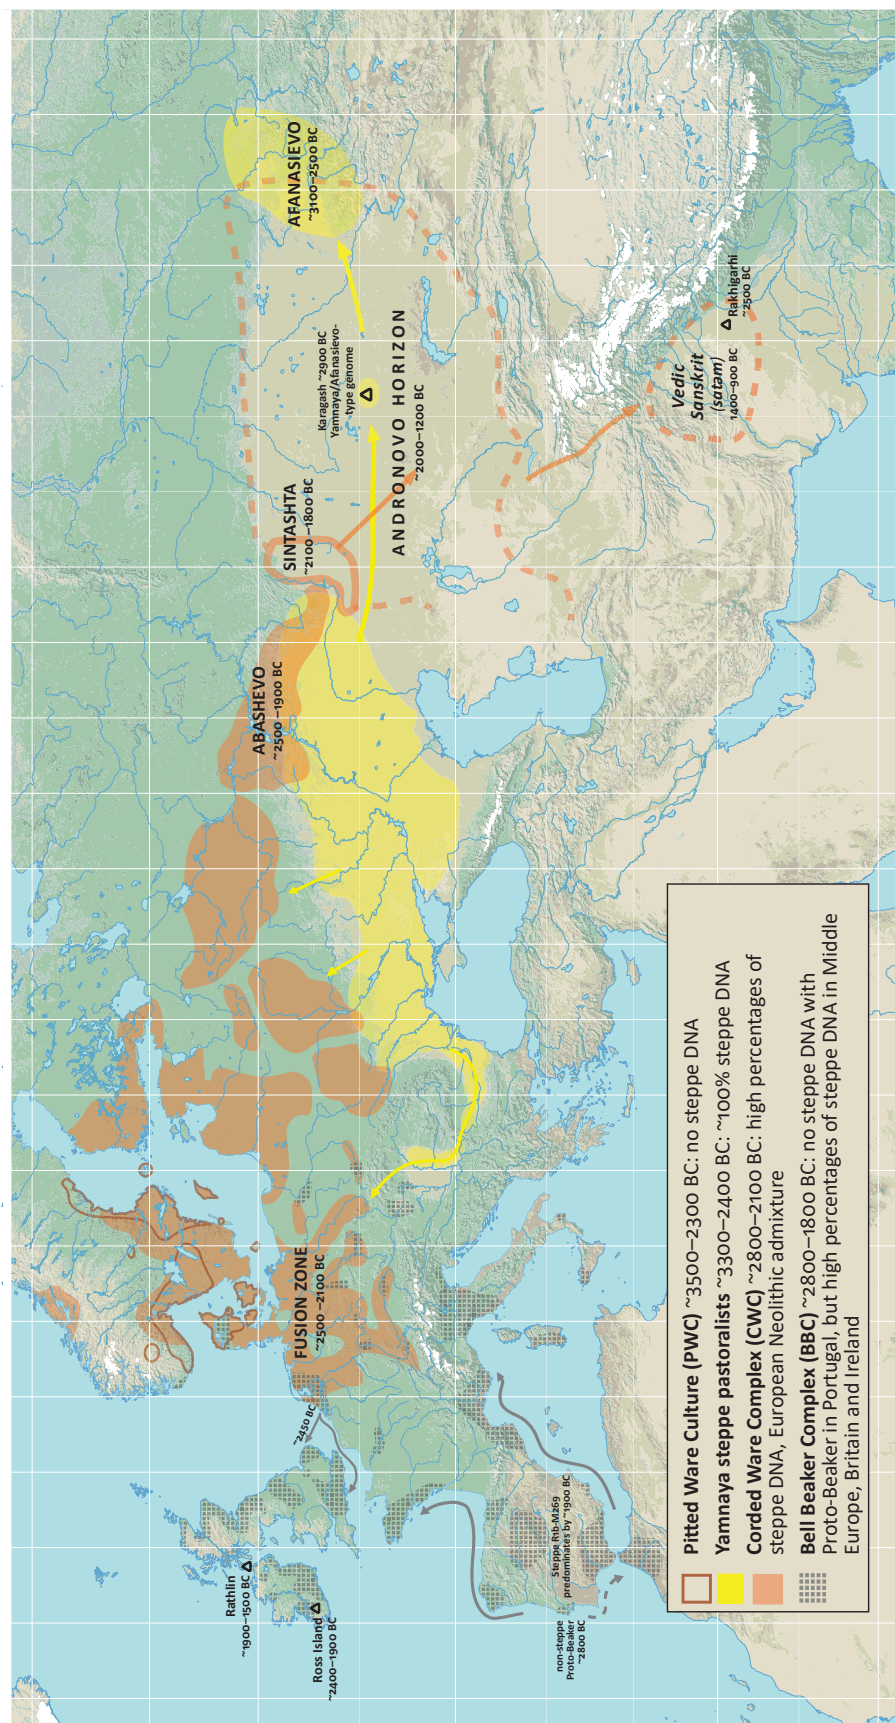 AFANASIEVO
~3100–2500 BC
Karagash ~2900 BC
Yamnaya/Afanasievo-
type genome
ANDRONOVO HORIZON
~2000–1200 BC
SINTASHTA
~2100–1800 BC
ABASHEVO
~2500–1900 BC
Rakhigarhi
~2500 BC
Vedic
Sanskrit
(satəm)
1400–900 BC
FUSION ZONE
~2500–2100 BC
~2450 BC
Rathlin
~1900–1500 BC
Ross Island
~2400–1900 BC
Steppe R1b-M269
predominates by ~1900 BC
non-steppe
Proto-Beaker
~2800 BC
Pitted Ware Culture (PWC) ~3500–2300 BC: no steppe DNA
Yamnaya steppe pastoralists ~3300–2400 BC: ~100% steppe DNA
Corded Ware Complex (CWC) ~2800–2100 BC: high percentages of
steppe DNA, European Neolithic admixture
Bell Beaker Complex (BBC) ~2800–1800 BC: no steppe DNA with
Proto-Beaker in Portugal, but high percentages of steppe DNA in Middle
Europe, Britain and Ireland